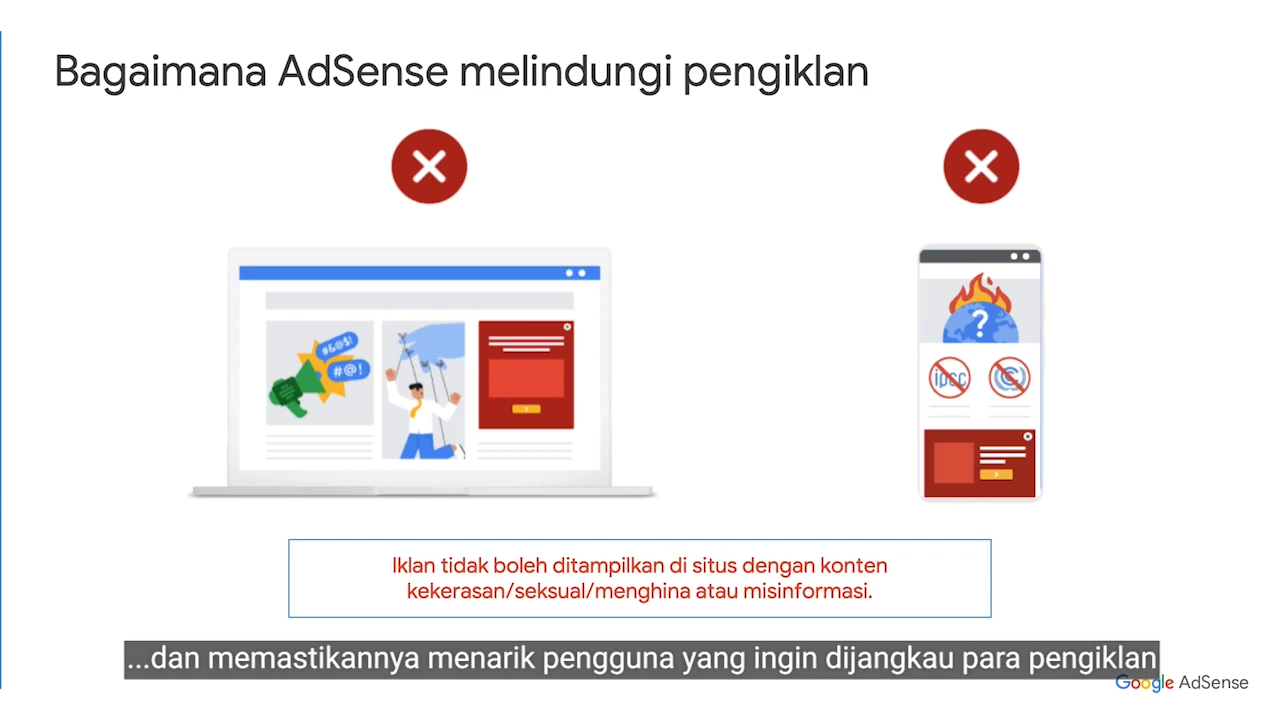 Bagaimana AdSense melindungi pengiklan
#&@$!
#@!
?
ipcc
Iklan tidak boleh ditampilkan di situs dengan konten
kekerasan/seksual/menghina atau misinformasi.
...dan memastikannya menarik pengguna yang ingin dijangkau para pengiklan
Google AdSense